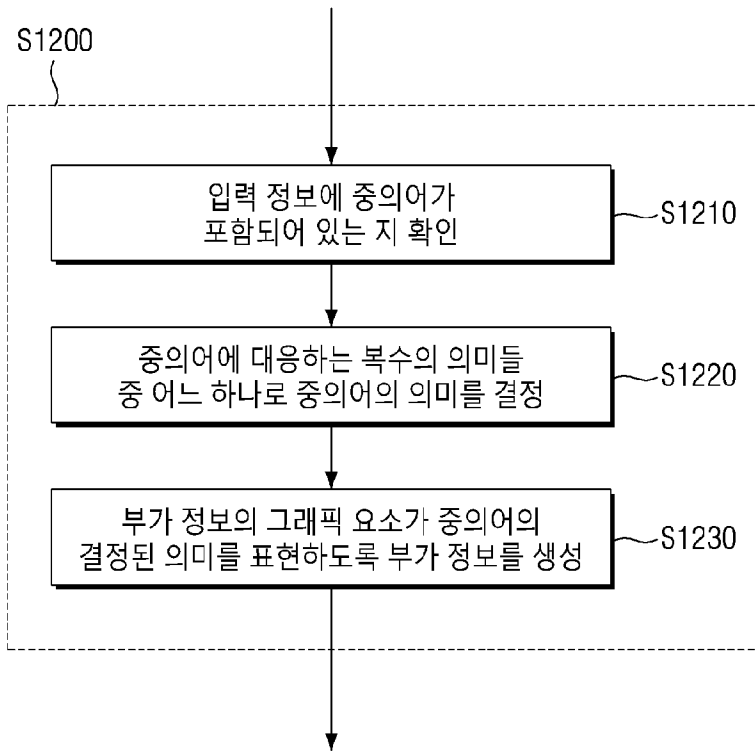 S1200
입력 정보에 중의어가
포함되어 있는 지 확인
S1210
중의어에 대응하는 복수의 의미들
중 어느 하나로 중의어의 의미를 결정
S1220
부가 정보의 그래픽 요소가 중의어의
결정된 의미를 표현하도록 부가 정보를 생성
S1230